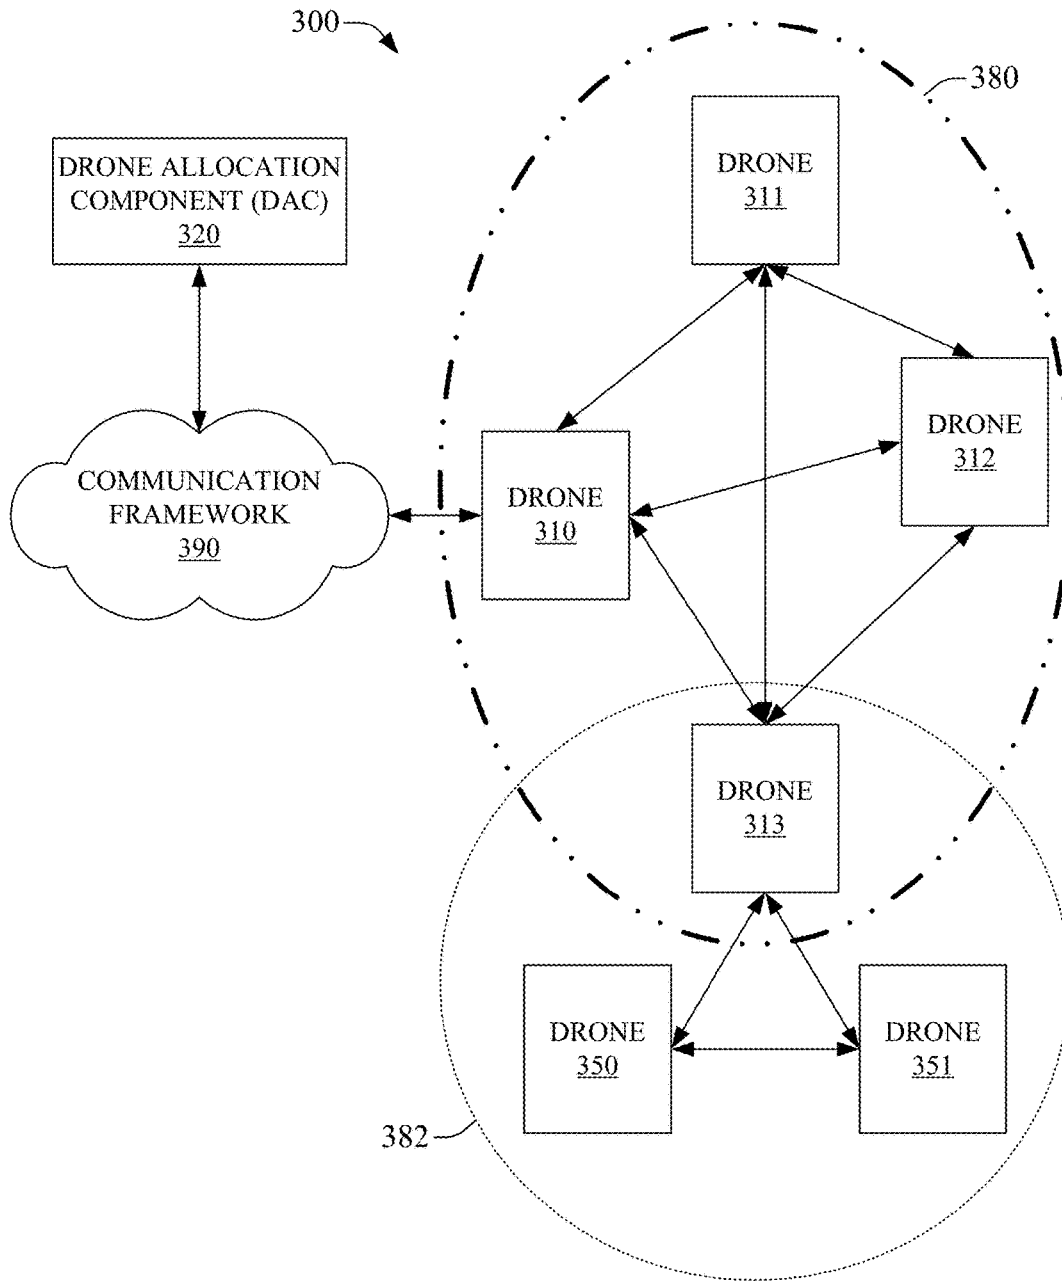 300
380
DRONE ALLOCATION
COMPONENT (DAC)
320
DRONE
311
DRONE
312
COMMUNICATION
FRAMEWORK
390
DRONE
310
DRONE
313
DRONE
350
DRONE
351
382